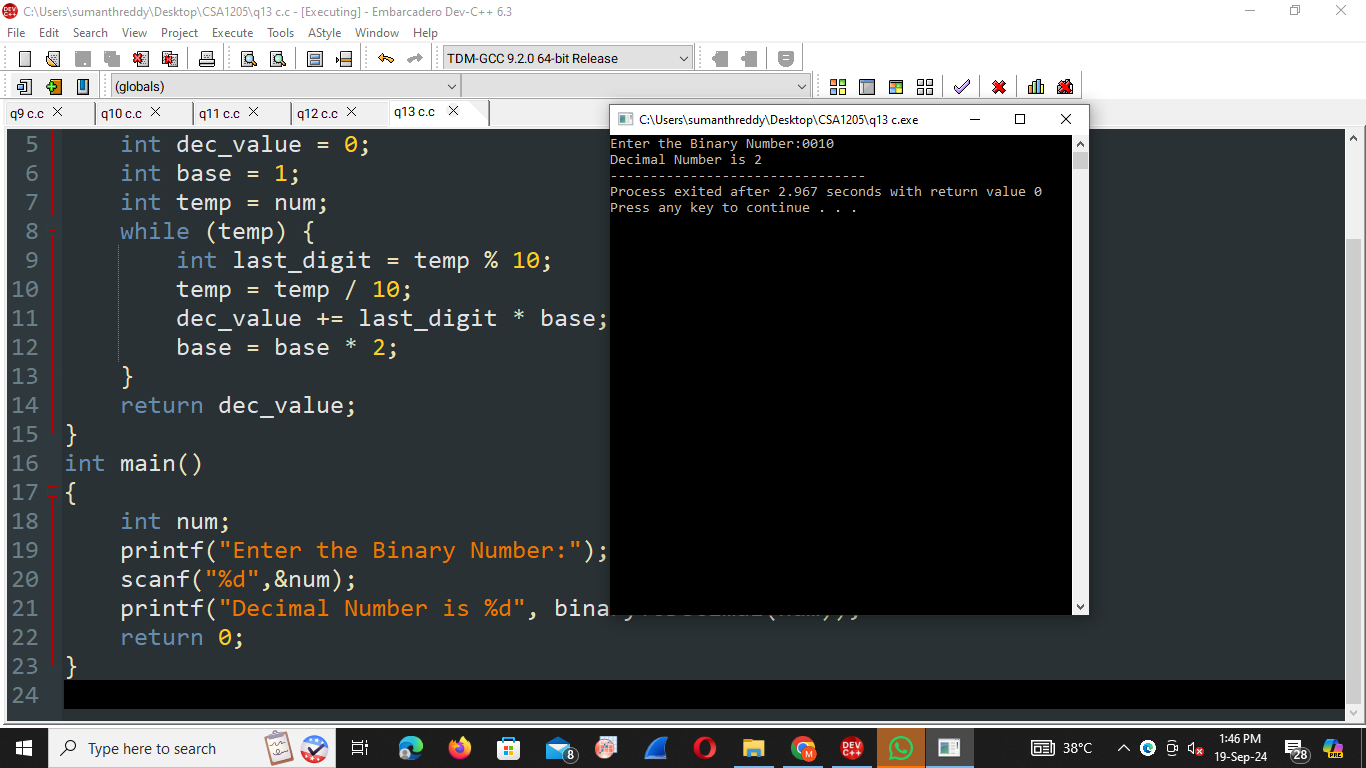 C:\Users\sumanthreddy\Desktop\CSA1205\q13 c.c - [Executing] - Embarcadero Dev-C++ 6.3
File Edit Search View Project Execute Tools AStyle Window Help
TDM-GCC 9.2.0 64-bit Release
(globals)
q9 c.c q10 c.c q11 c.c q12 c.c q13 c.c
5 int dec_value = 0;
6 int base = 1;
7 int temp = num;
8 while (temp) {
9 int last_digit = temp % 10;
10 temp = temp / 10;
11 dec_value += last_digit * base;
12 base = base * 2;
13 }
14 return dec_value;
15 }
16 int main()
17 {
18 int num;
19 printf("Enter the Binary Number:");
20 scanf("%d",&num);
21 printf("Decimal Number is %d", bina
22 return 0;
23 }
24
C:\Users\sumanthreddy\Desktop\CSA1205\q13 c.exe
Enter the Binary Number:0010
Decimal Number is 2
--------------------------------
Process exited after 2.967 seconds with return value 0
Press any key to continue . . .
Type here to search
8
DEV C++
38°C
1:46 PM
19-Sep-24
28
PRE